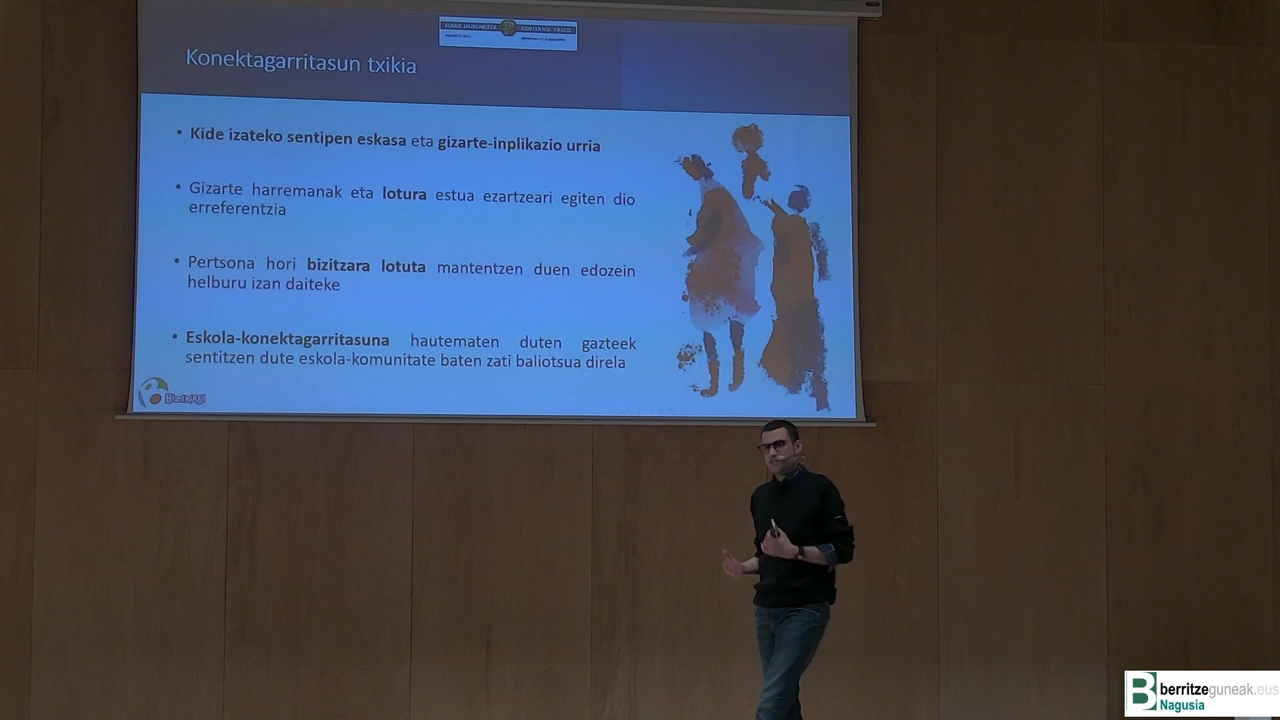 EUSKO JAURLARITZA
GOBIERNO VASCO
Konektagarritasun txikia
• Kide izateko sentipen eskasa eta gizarte-inplikazio urria
• Gizarte harremanak eta lotura estua ezartzeari egiten dio
erreferentzia
• Pertsona hori bizitzara lotuta mantentzen duen edozein
helburu izan daiteke
• Eskola-konektagarritasuna hautematen duten gazteek
sentitzen dute eskola-komunitate baten zati baliotsua direla
berritzeguneak.eus
Nagusia